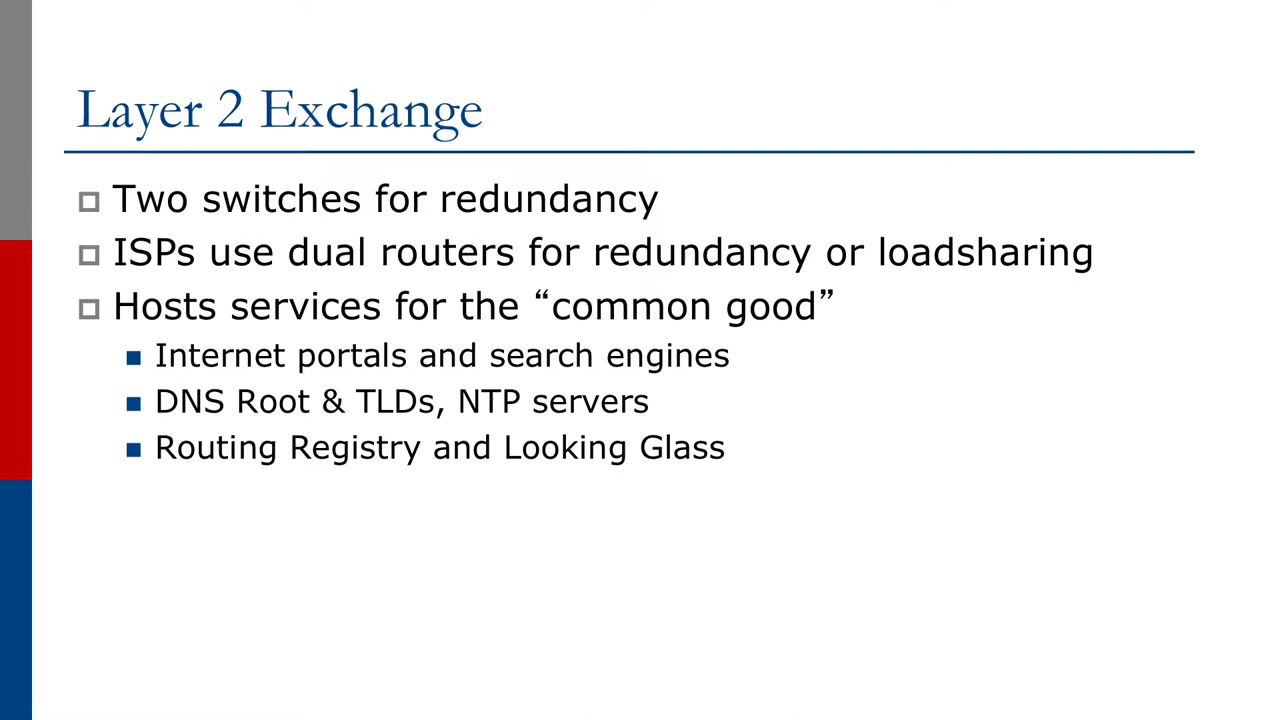 Layer 2 Exchange
Two switches for redundancy
ISPs use dual routers for redundancy or loadsharing
Hosts services for the “common good”
Internet portals and search engines
DNS Root & TLDs, NTP servers
Routing Registry and Looking Glass